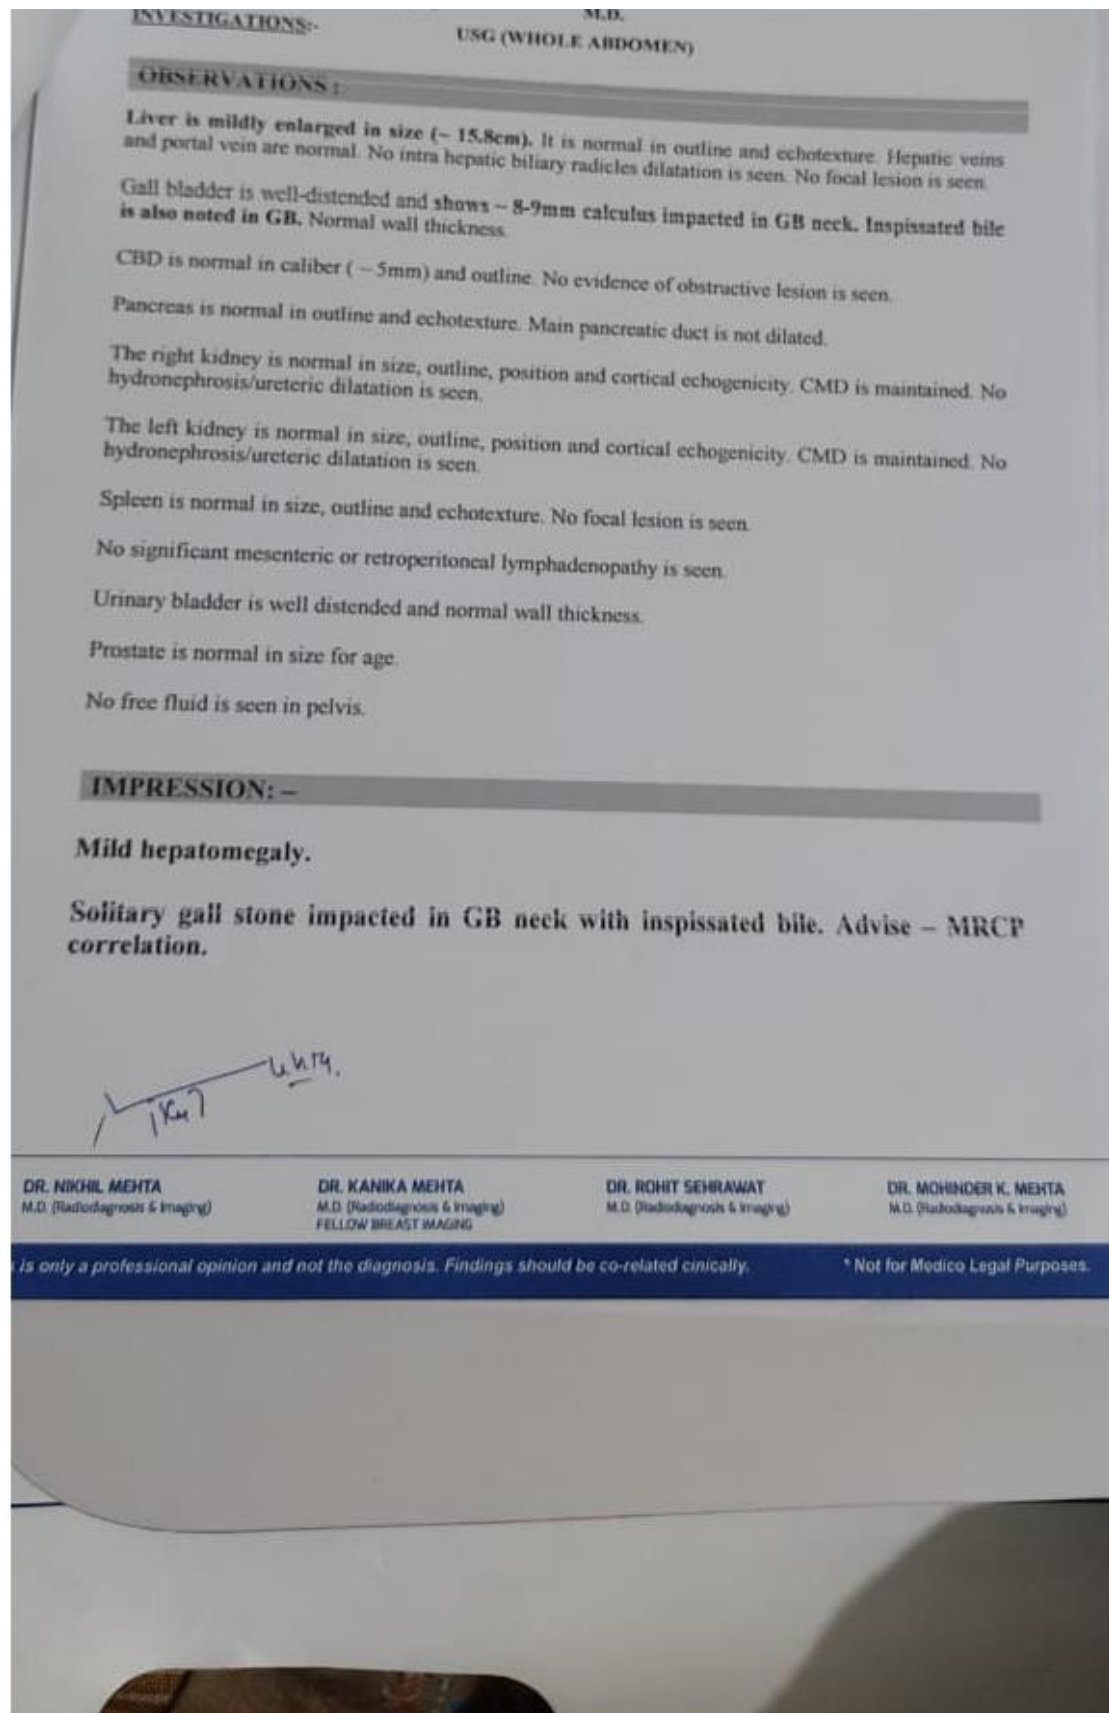 INVESTIGATIONS:-
M.D.
USG (WHOLE ABDOMEN)
OBSERVATIONS :
Liver is mildly enlarged in size (~ 15.8cm). It is normal in outline and echotexture. Hepatic veins
and portal vein are normal. No intra hepatic biliary radicles dilatation is seen. No focal lesion is seen.
Gall bladder is well-distended and shows ~ 8-9mm calculus impacted in GB neck. Inspissated bile
is also noted in GB. Normal wall thickness.
CBD is normal in caliber ( ~ 5mm) and outline. No evidence of obstructive lesion is seen.
Pancreas is normal in outline and echotexture. Main pancreatic duct is not dilated.
The right kidney is normal in size, outline, position and cortical echogenicity. CMD is maintained. No
hydronephrosis/ureteric dilatation is seen.
The left kidney is normal in size, outline, position and cortical echogenicity. CMD is maintained. No
hydronephrosis/ureteric dilatation is seen.
Spleen is normal in size, outline and echotexture. No focal lesion is seen.
No significant mesenteric or retroperitoneal lymphadenopathy is seen.
Urinary bladder is well distended and normal wall thickness.
Prostate is normal in size for age.
No free fluid is seen in pelvis.
IMPRESSION: –
Mild hepatomegaly.
Solitary gall stone impacted in GB neck with inspissated bile. Advise – MRCP
correlation.
DR. NIKHIL MEHTA DR. KANIKA MEHTA DR. ROHIT SEHRAWAT DR. MOHINDER K. MEHTA
M.D. (Radiodiagnosis & Imaging) M.D. (Radiodiagnosis & Imaging) M.D. (Radiodiagnosis & Imaging) M.D. (Radiodiagnosis & Imaging)
FELLOW BREAST IMAGING
is only a professional opinion and not the diagnosis. Findings should be co-related cinically. * Not for Medico Legal Purposes.